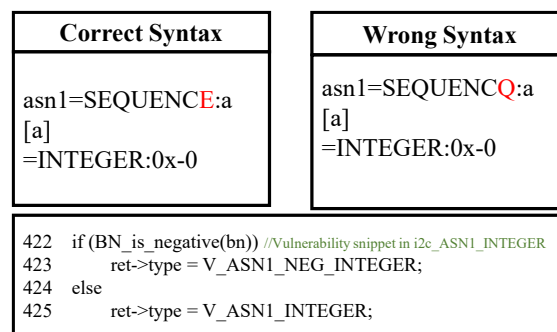 Correct Syntax
asn1=SEQUENCE:a
[a]
=INTEGER:0x-0
Wrong Syntax
asn1=SEQUENCQ:a
[a]
=INTEGER:0x-0
422 if (BN_is_negative(bn)) //Vulnerability snippet in i2c_ASN1_INTEGER
423 ret->type = V_ASN1_NEG_INTEGER;
424 else
425 ret->type = V_ASN1_INTEGER;